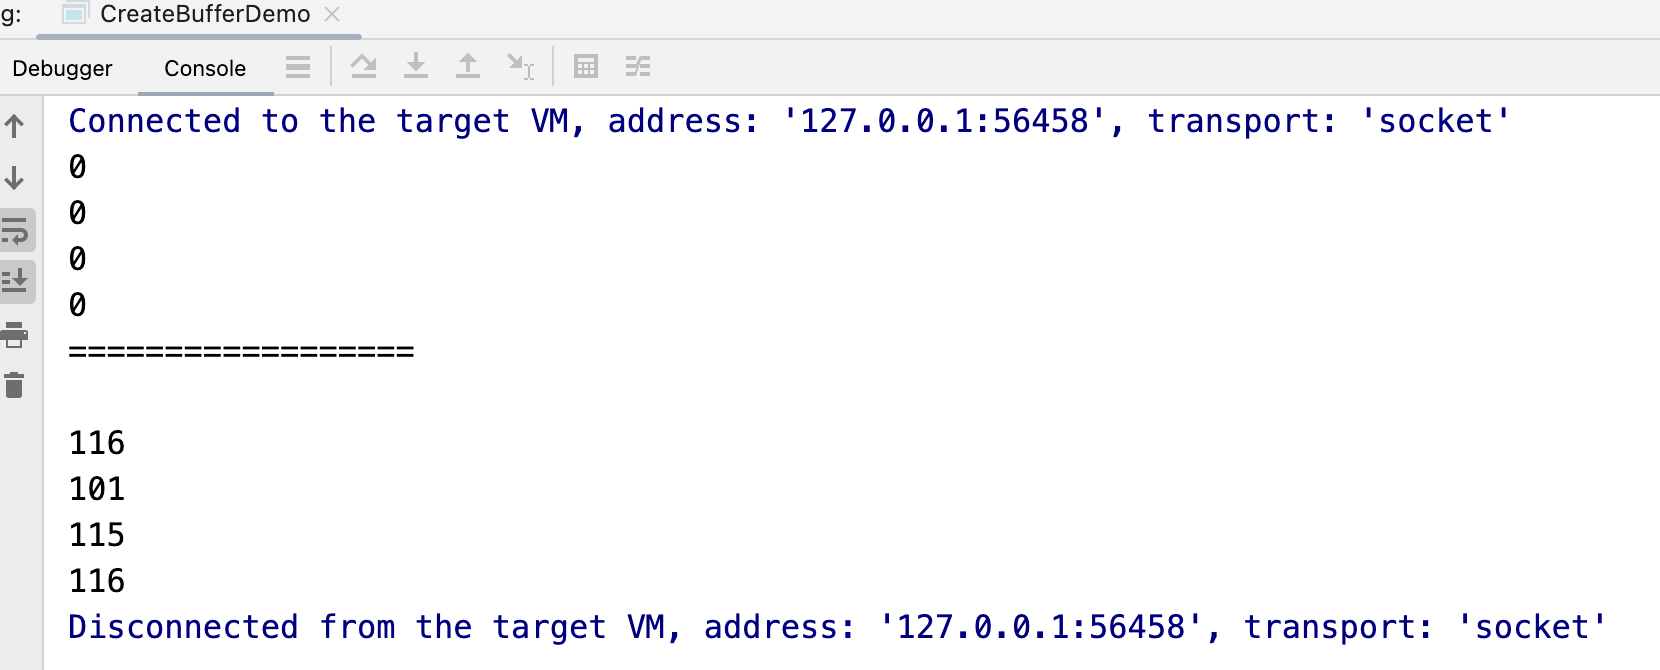 g: CreateBufferDemo
Debugger Console
Connected to the target VM, address: '127.0.0.1:56458', transport: 'socket'
0
0
0
0
==================
116
101
115
116
Disconnected from the target VM, address: '127.0.0.1:56458', transport: 'socket'